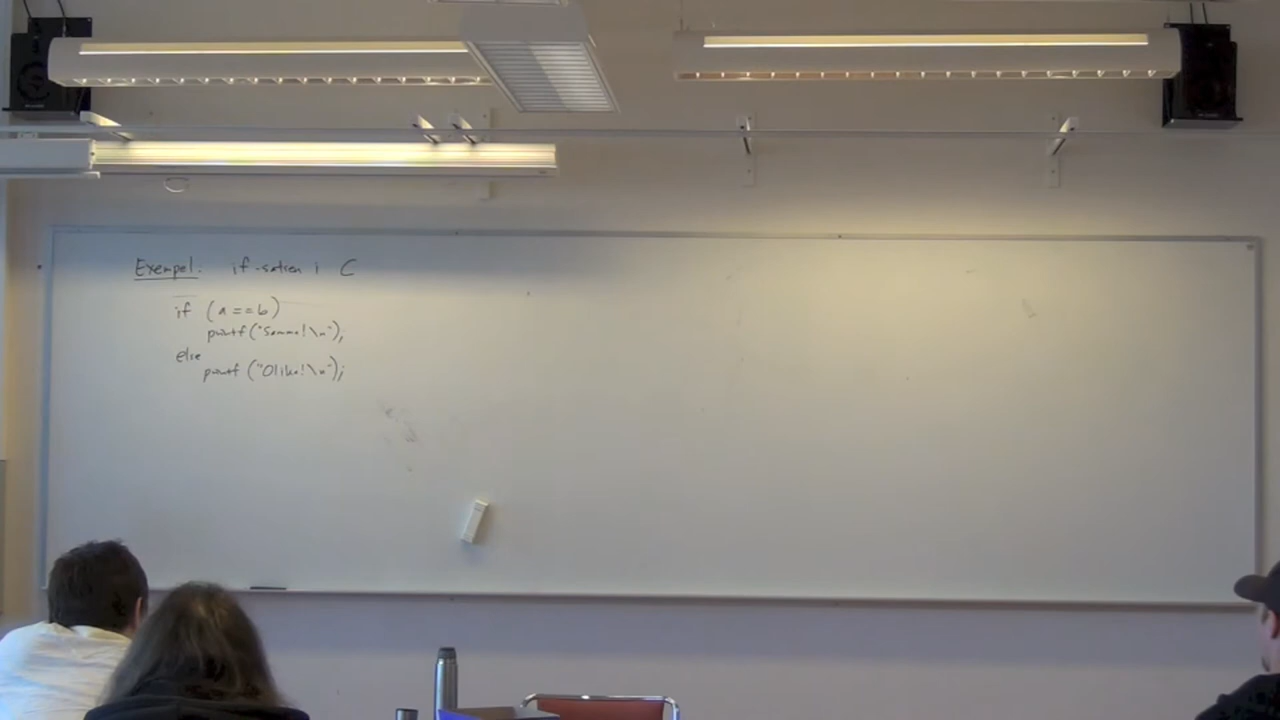 Exempel: if-satsen i C
if (a == b)
printf ("Samma!\n");
else
printf ("Olika!\n");